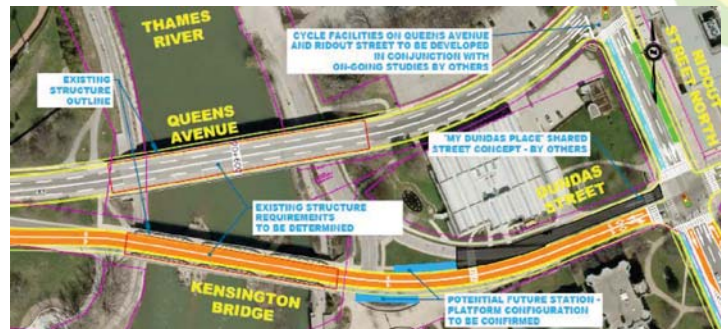 THAMES
RIVER
CYCLE FACILITIES ON QUEENS AVENUE
AND RIDOUT STREET TO BE DEVELOPED
IN CONJUNCTION WITH
ON-GOING STUDIES BY OTHERS
RIDOUT
STREET NORTH
EXISTING
STRUCTURE
OUTLINE
QUEENS
AVENUE
"MY DUNDAS PLACE" SHARED
STREET CONCEPT - BY OTHERS
DUNDAS
STREET
EXISTING STRUCTURE
REQUIREMENTS
TO BE DETERMINED
KENSINGTON
BRIDGE
POTENTIAL FUTURE STATION -
PLATFORM CONFIGURATION
TO BE CONFIRMED